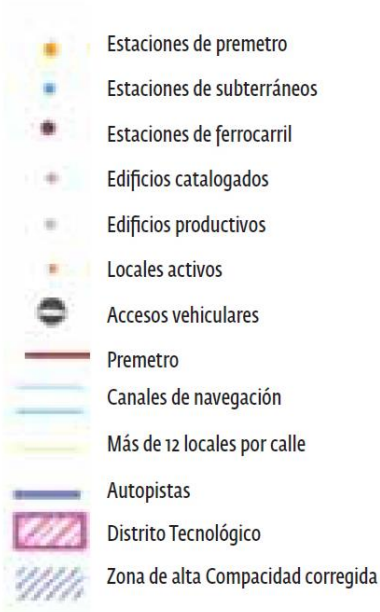 Estaciones de premetro
Estaciones de subterráneos
Estaciones de ferrocarril
Edificios catalogados
Edificios productivos
Locales activos
Accesos vehiculares
Premetro
Canales de navegación
Más de 12 locales por calle
Autopistas
Distrito Tecnológico
Zona de alta Compacidad corregida